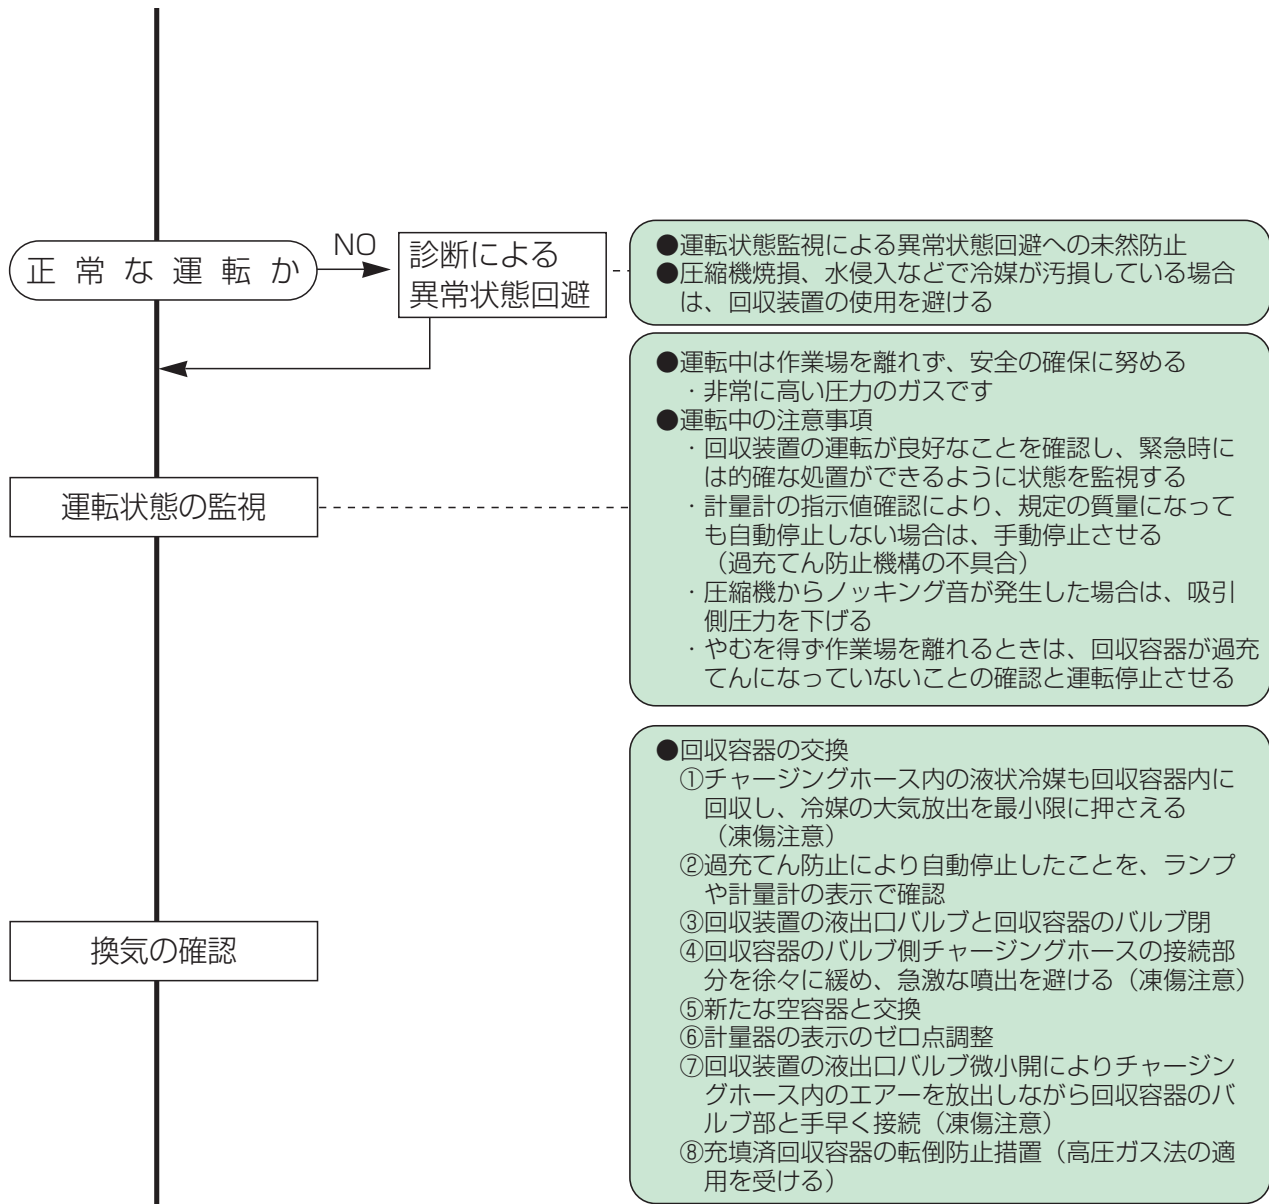 正常な運転か
NO
診断による
異常状態回避
●運転状態監視による異常状態回避への未然防止
●圧縮機焼損、水侵入などで冷媒が汚損している場合
は、回収装置の使用を避ける
●運転中は作業場を離れず、安全の確保に努める
・非常に高い圧力のガスです
●運転中の注意事項
・回収装置の運転が良好なことを確認し、緊急時に
は的確な処置ができるように状態を監視する
・計量計の指示値確認により、規定の質量になって
も自動停止しない場合は、手動停止させる
（過充てん防止機構の不具合）
・圧縮機からノッキング音が発生した場合は、吸引
側圧力を下げる
・やむを得ず作業場を離れるときは、回収容器が過充
てんになっていないことの確認と運転停止させる
運転状態の監視
●回収容器の交換
①チャージングホース内の液状冷媒も回収容器内に
回収し、冷媒の大気放出を最小限に押さえる
（凍傷注意）
②過充てん防止により自動停止したことを、ランプ
や計量計の表示で確認
③回収装置の液出口バルブと回収容器のバルブ閉
④回収容器のバルブ側チャージングホースの接続部
分を徐々に緩め、急激な噴出を避ける（凍傷注意）
⑤新たな空容器と交換
⑥計量器の表示のゼロ点調整
⑦回収装置の液出口バルブ微小開によりチャージン
グホース内のエアーを放出しながら回収容器のバ
ルブ部と手早く接続（凍傷注意）
⑧充填済回収容器の転倒防止措置（高圧ガス法の適
用を受ける）
換気の確認